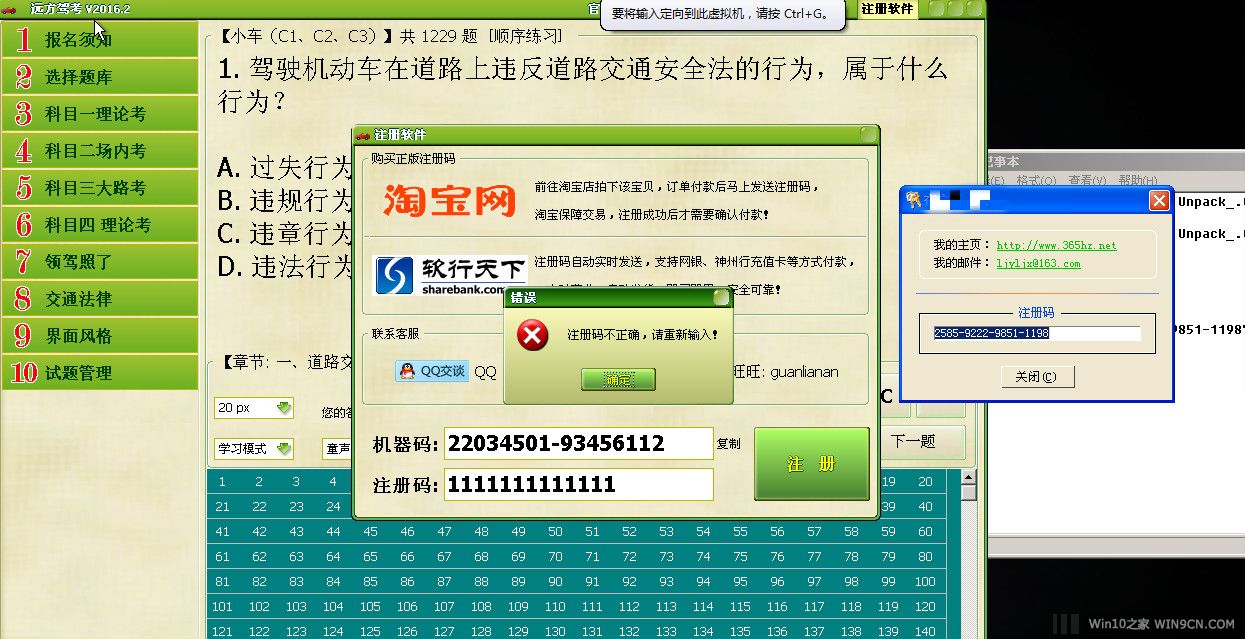 远方驾考 V2016.2
要将输入定向到此虚拟机，请按 Ctrl+G。
注册软件
1 报名须知
2 选择题库
3 科目一理论考
4 科目二场内考
5 科目三大路考
6 科目四 理论考
7 领驾照了
8 交通法律
9 界面风格
10 试题管理
【小车（C1、C2、C3）】共 1229 题 [顺序练习]
1. 驾驶机动车在道路上违反道路交通安全法的行为，属于什么
行为？
A. 过失行为
B. 违规行为
C. 违章行为
D. 违法行为
【章节: 一、道路交
20 px
您的答
学习模式
童声
C
下一题
注册软件
购买正版注册码
淘宝网
前往淘宝店拍下该宝贝，订单付款后马上发送注册码，
淘宝保障交易，注册成功后才需要确认付款！
软行天下
sharebank.com
注册码自动实时发送，支持网银、神州行充值卡等方式付款，
安全可靠！
联系客服
QQ交谈 QQ
旺旺: guanlianan
错误
注册码不正确，请重新输入！
确定
机器码: 22034501-93456112 复制
注册码: 1111111111111
注 册
记事本
格式(O) 查看(V) 帮助(H)
Unpack_.
Unpack_.
9851-1198
我的主页： http://www.365hz.net
我的邮件： ljyljx@163.com
注册码
2585-9222-9851-1198
关闭(C)
1 2 3 4 19 20
21 22 23 24 39 40
41 42 43 44 45 46 47 48 49 50 51 52 53 54 55 56 57 58 59 60
61 62 63 64 65 66 67 68 69 70 71 72 73 74 75 76 77 78 79 80
81 82 83 84 85 86 87 88 89 90 91 92 93 94 95 96 97 98 99 100
101 102 103 104 105 106 107 108 109 110 111 112 113 114 115 116 117 118 119 120
121 122 123 124 125 126 127 128 129 130 131 132 133 134 135 136 137 138 139 140
Win10之家 WIN9CN.COM